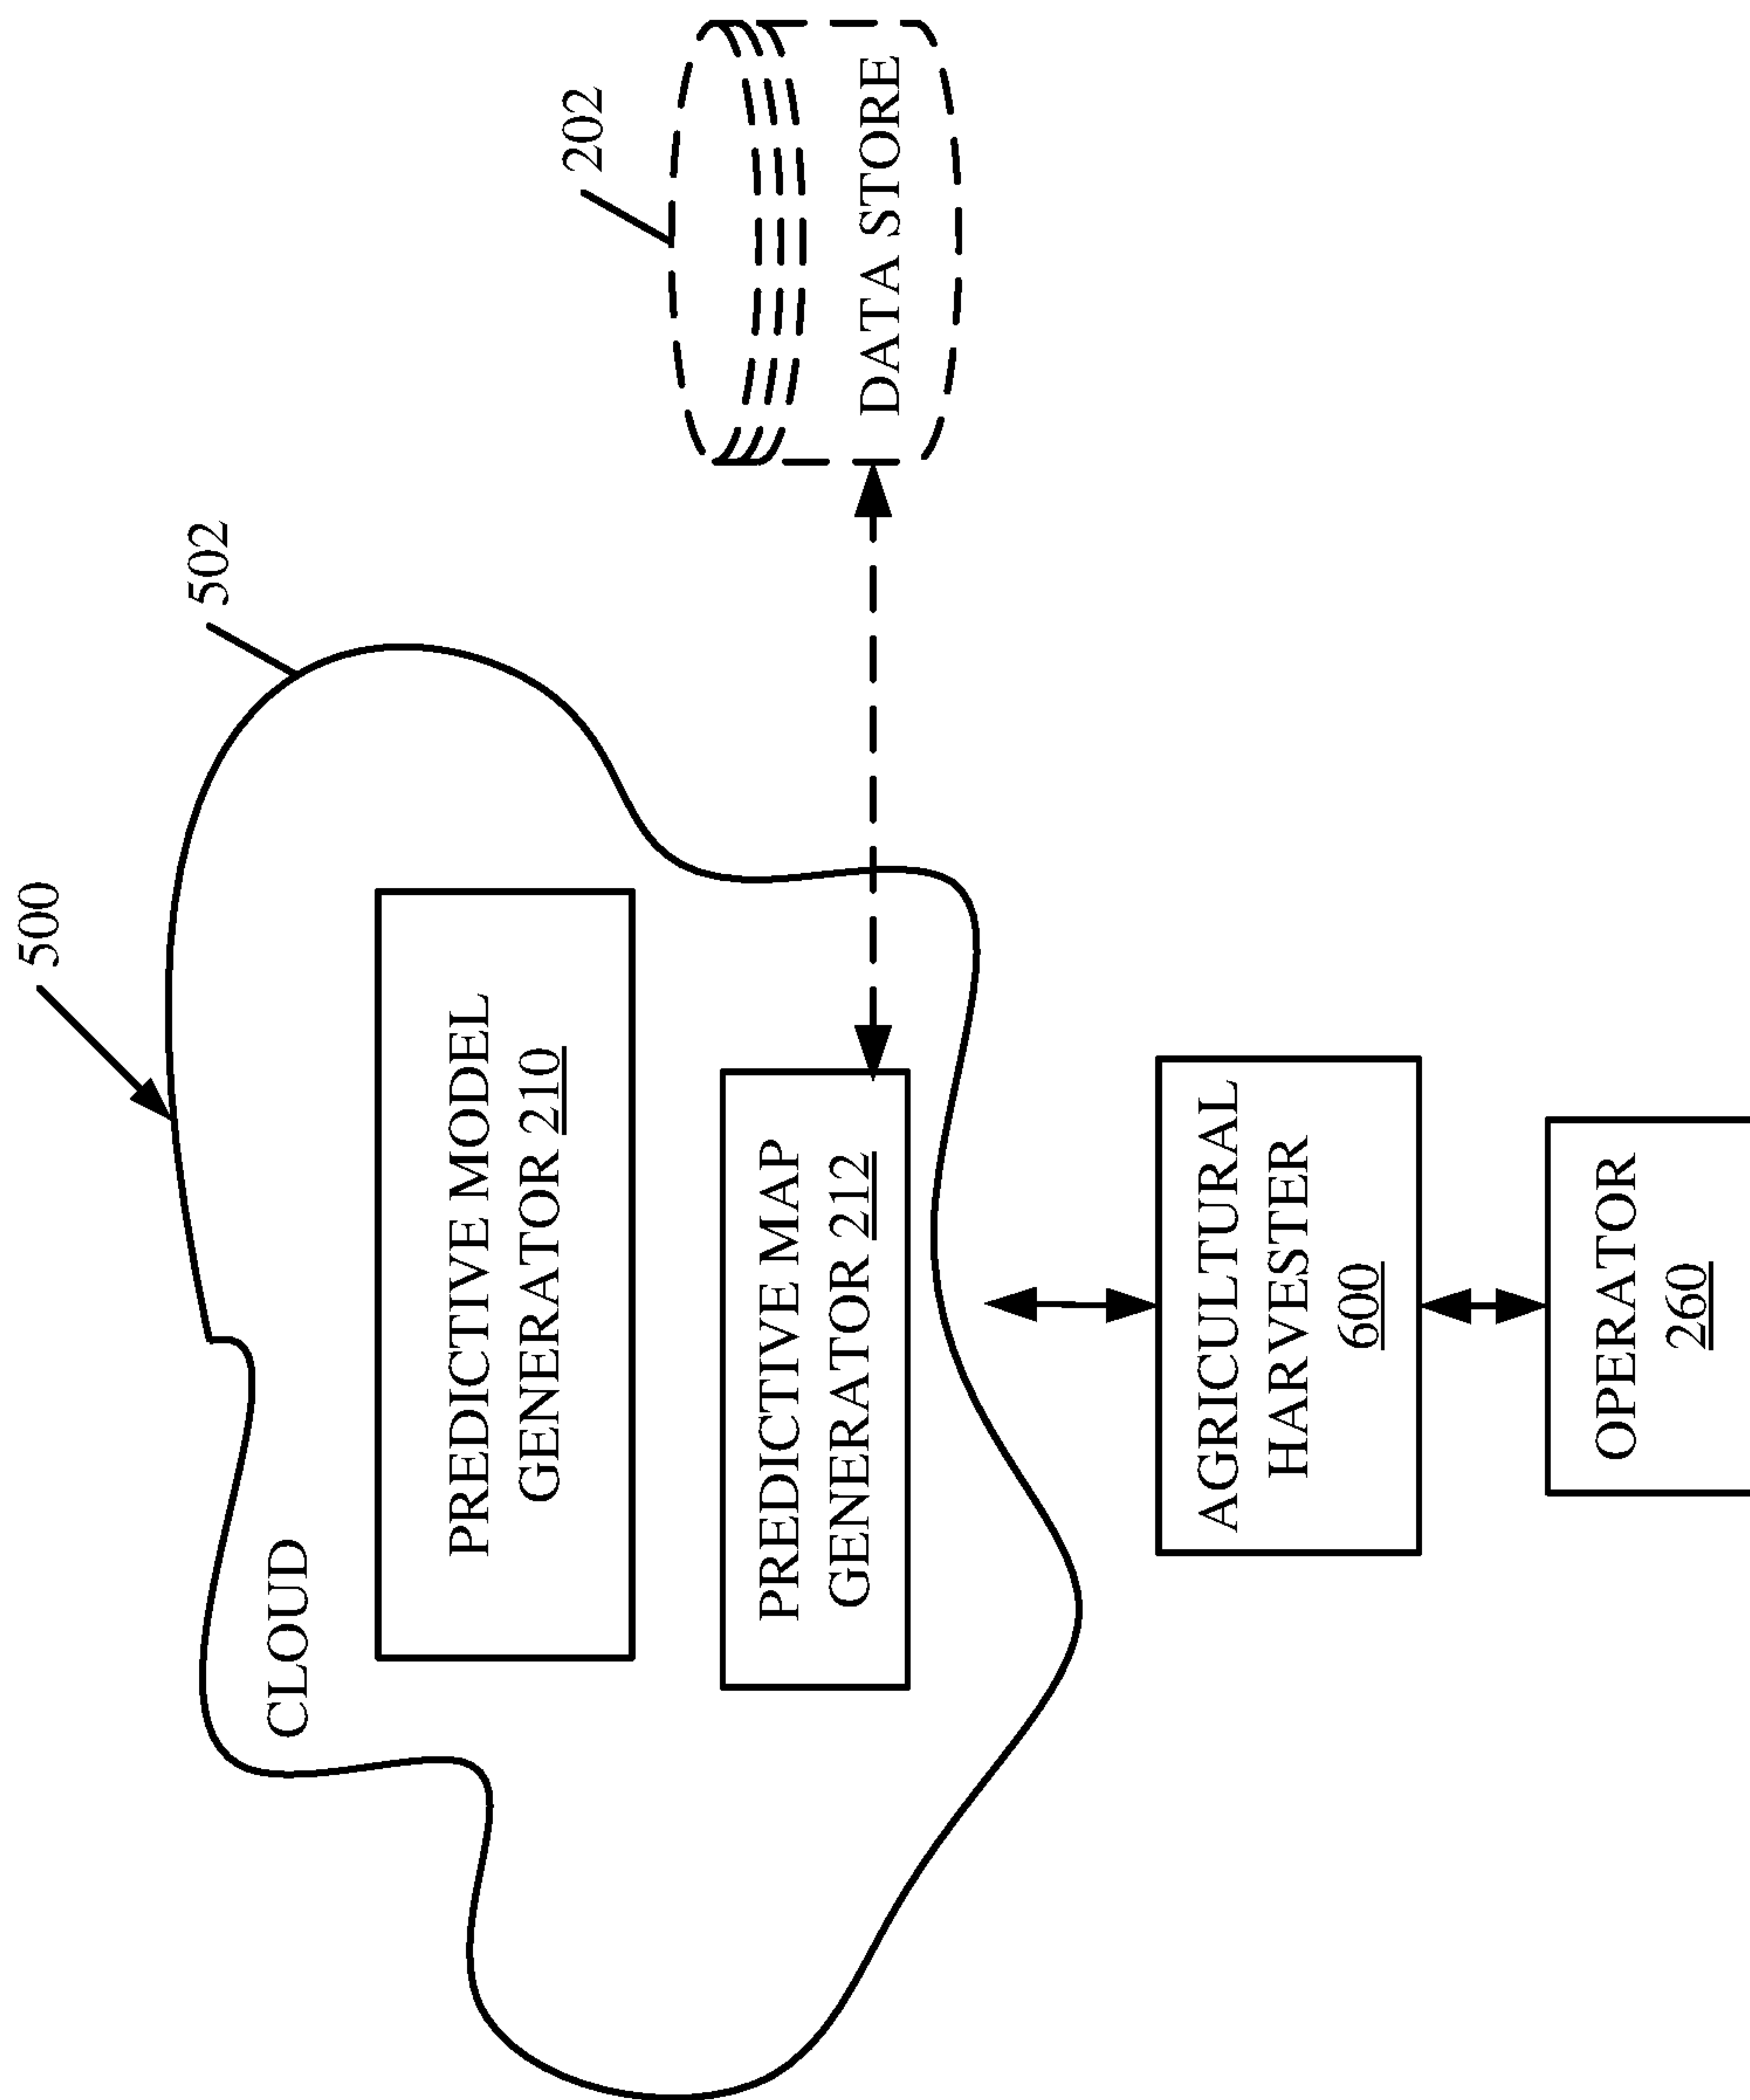 500
502
CLOUD
PREDICTIVE MODEL
GENERATOR 210
202
PREDICTIVE MAP
GENERATOR 212
DATA STORE
AGRICULTURAL
HARVESTER
600
OPERATOR
260